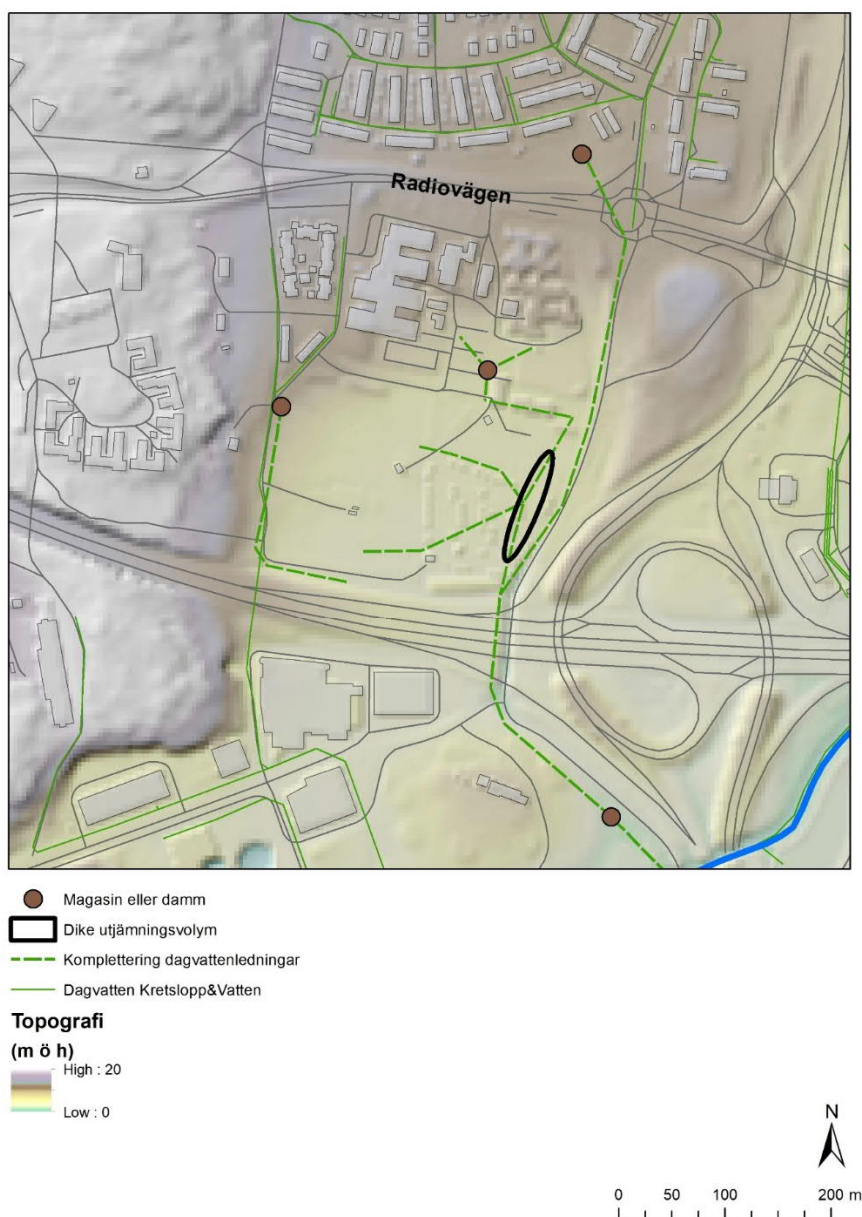 Radiovägen
Magasin eller damm
Dike utjämningsvolym
Komplettering dagvattenledningar
Dagvatten Kretslopp&Vatten
Topografi
(m ö h)
High : 20
Low : 0
N
0 50 100 200 m